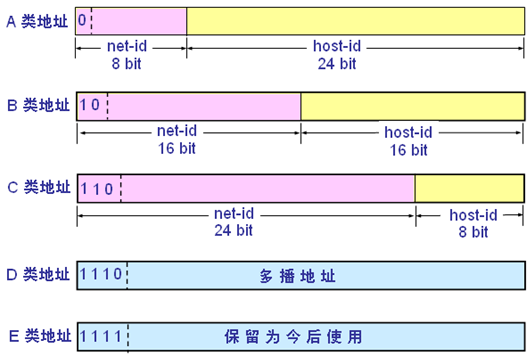 A 类地址
0
net-id
8 bit
host-id
24 bit
B 类地址
1 0
net-id
16 bit
host-id
16 bit
C 类地址
1 1 0
net-id
24 bit
host-id
8 bit
D 类地址
1 1 1 0
多 播 地 址
E 类地址
1 1 1 1
保 留 为 今 后 使 用